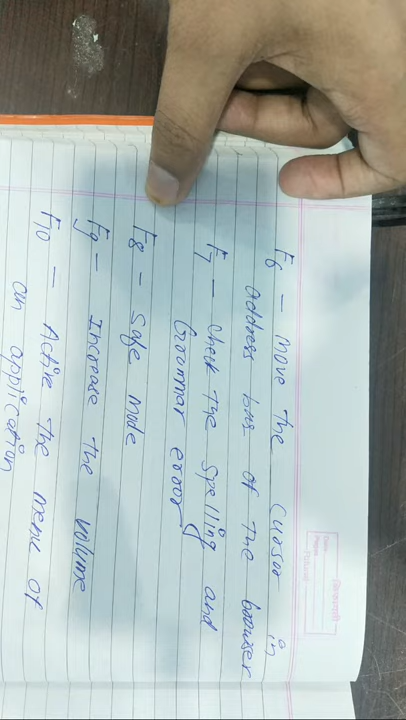 F6 – Move the cursor in
address bar of the browser
F7 – Check the Spelling and
Grammar error
F8 – Safe mode
F9 – Increase the volume
F10 – Active the menu of
an application